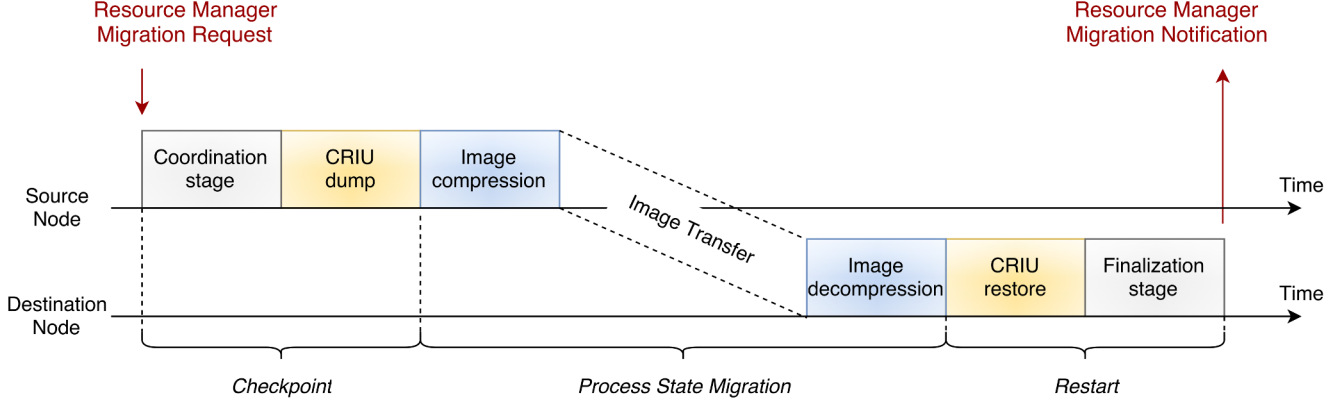 Resource Manager
Migration Request
Resource Manager
Migration Notification
Coordination
stage
CRIU
dump
Image
compression
Source
Node
Time
Image Transfer
Image
decompression
CRIU
restore
Finalization
stage
Destination
Node
Time
Checkpoint
Process State Migration
Restart